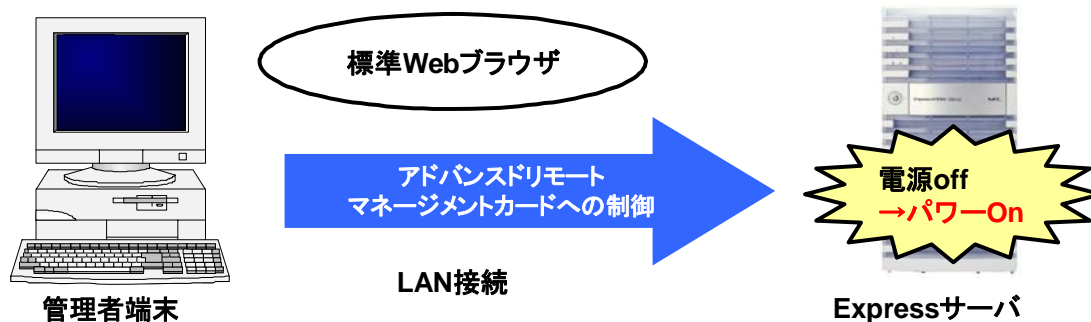 標準Webブラウザ
アドバンスドリモート
マネージメントカードへの制御
電源off
→パワーOn
LAN接続
管理者端末
Expressサーバ